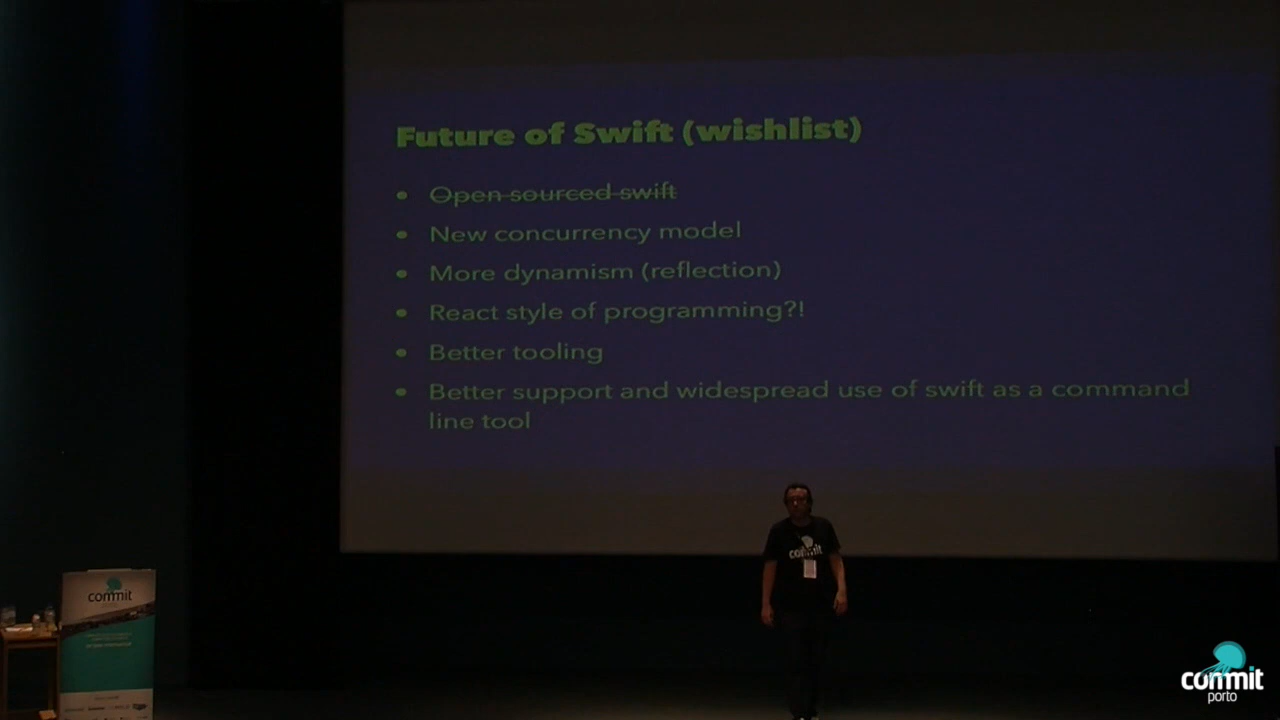 Future of Swift (wishlist)
• Open sourced swift
• New concurrency model
• More dynamism (reflection)
• React style of programming?!
• Better tooling
• Better support and widespread use of swift as a command
line tool
commit
commit
porto
commit
porto